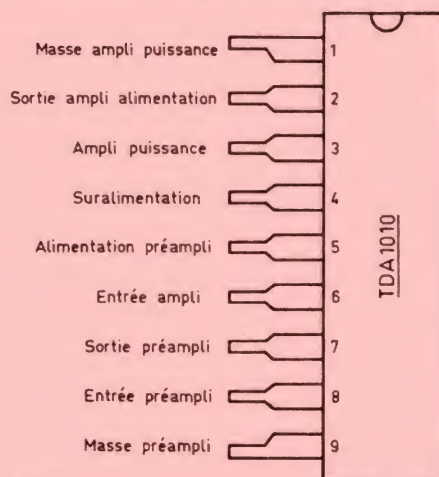 Masse ampli puissance 1
Sortie ampli alimentation 2
Ampli puissance 3
Suralimentation 4
Alimentation préampli 5
Entrée ampli 6
Sortie préampli 7
Entrée préampli 8
Masse préampli 9
TDA1010